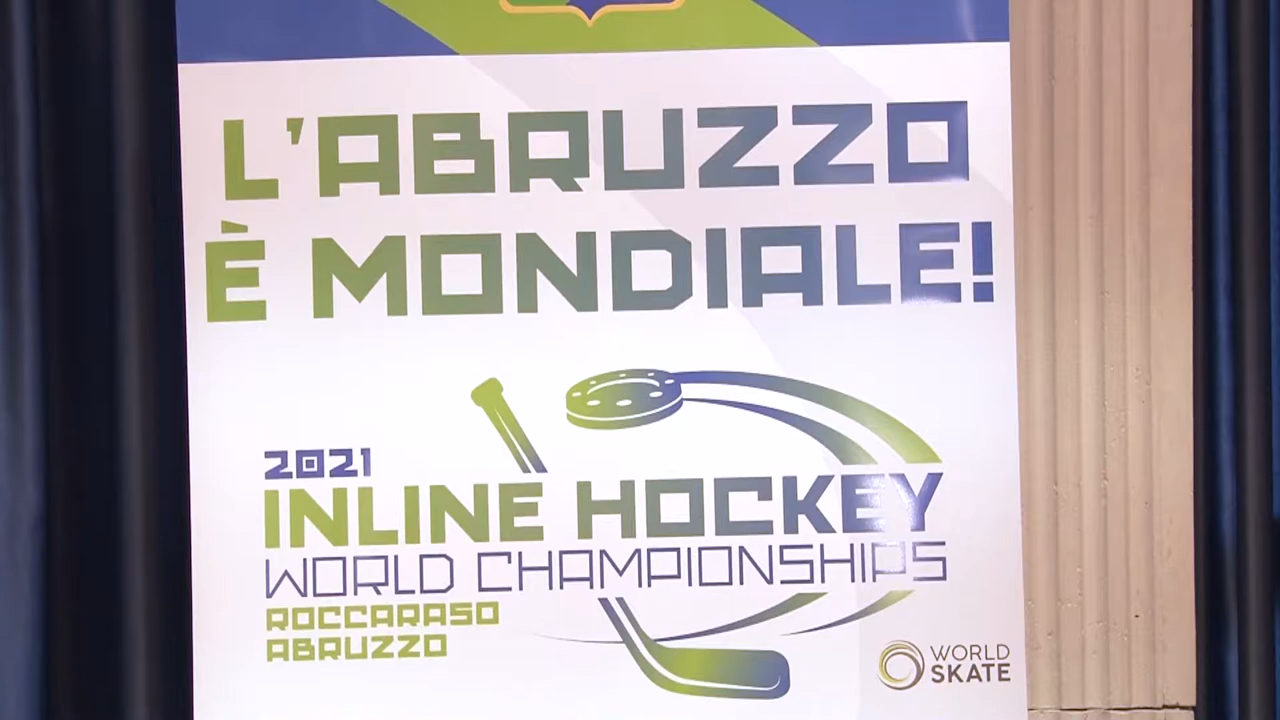 L'ABRUZZO
È MONDIALE!
2021
INLINE HOCKEY
WORLD CHAMPIONSHIPS
ROCCARASO
ABRUZZO
WORLD
SKATE